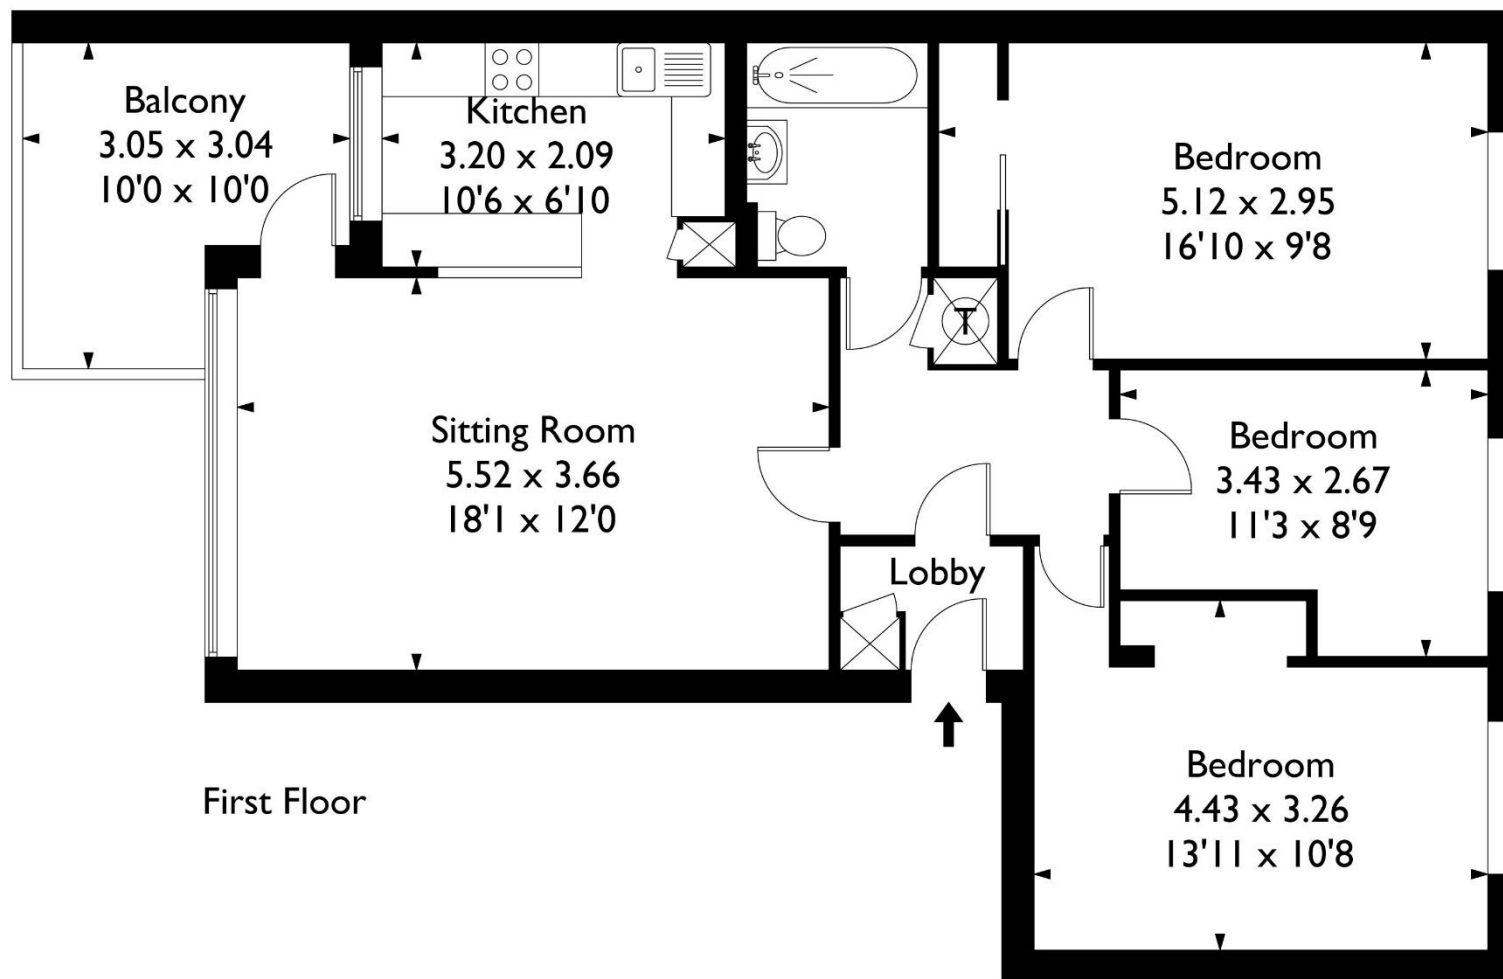 Balcony
3.05 x 3.04
10'0 x 10'0
Kitchen
3.20 x 2.09
10'6 x 6'10
Bedroom
5.12 x 2.95
16'10 x 9'8
T
Sitting Room
5.52 x 3.66
18'1 x 12'0
Bedroom
3.43 x 2.67
11'3 x 8'9
Lobby
Bedroom
4.43 x 3.26
13'11 x 10'8
First Floor